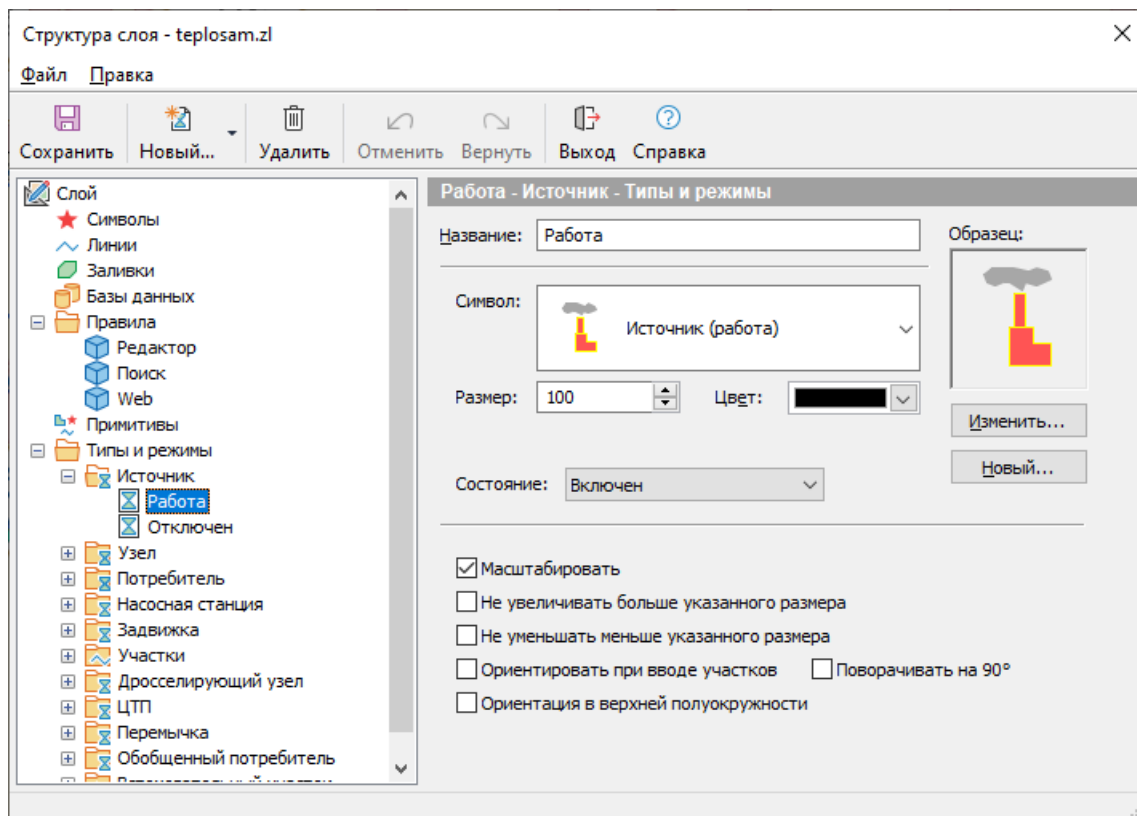 Структура слоя - teplosam.zl
Файл Правка
Сохранить Новый... Удалить Отменить Вернуть Выход Справка
Слой
Символы
Линии
Заливки
Базы данных
Правила
Редактор
Поиск
Web
Примитивы
Типы и режимы
Источник
Работа
Отключен
Узел
Потребитель
Насосная станция
Задвижка
Участки
Дросселирующий узел
ЦТП
Перемычка
Обобщенный потребитель
Работа - Источник - Типы и режимы
Название: Работа
Образец:
Символ: Источник (работа)
Размер: 100 Цвет:
Изменить...
Новый...
Состояние: Включен
Масштабировать
Не увеличивать больше указанного размера
Не уменьшать меньше указанного размера
Ориентировать при вводе участков Поворачивать на 90°
Ориентация в верхней полуокружности